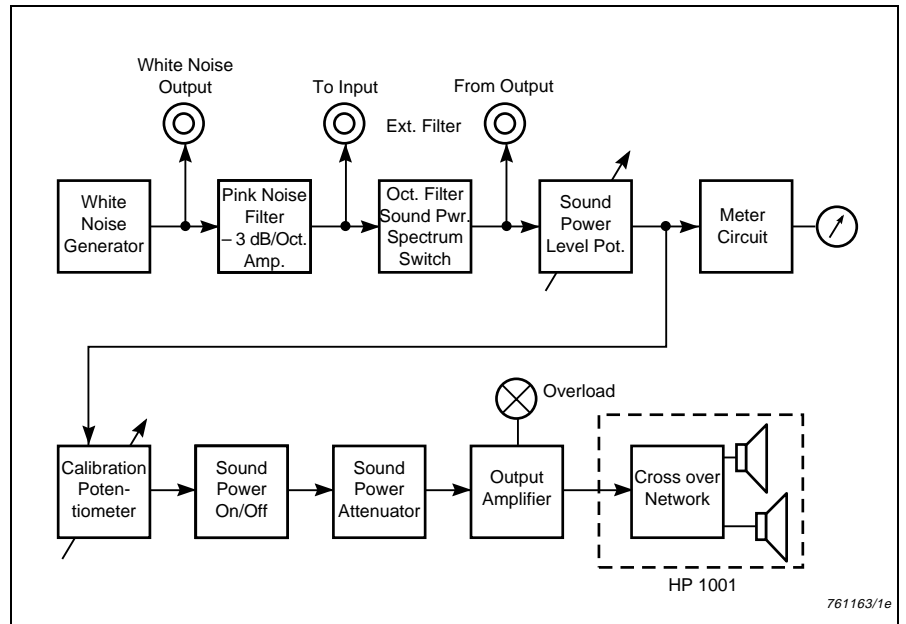 White Noise
Output
To Input
Ext. Filter
From Output
White
Noise
Generator
Pink Noise
Filter
– 3 dB/Oct.
Amp.
Oct. Filter
Sound Pwr.
Spectrum
Switch
Sound
Power
Level Pot.
Meter
Circuit
Overload
Calibration
Poten-
tiometer
Sound
Power
On/Off
Sound
Power
Attenuator
Output
Amplifier
Cross over
Network
HP 1001
761163/1e